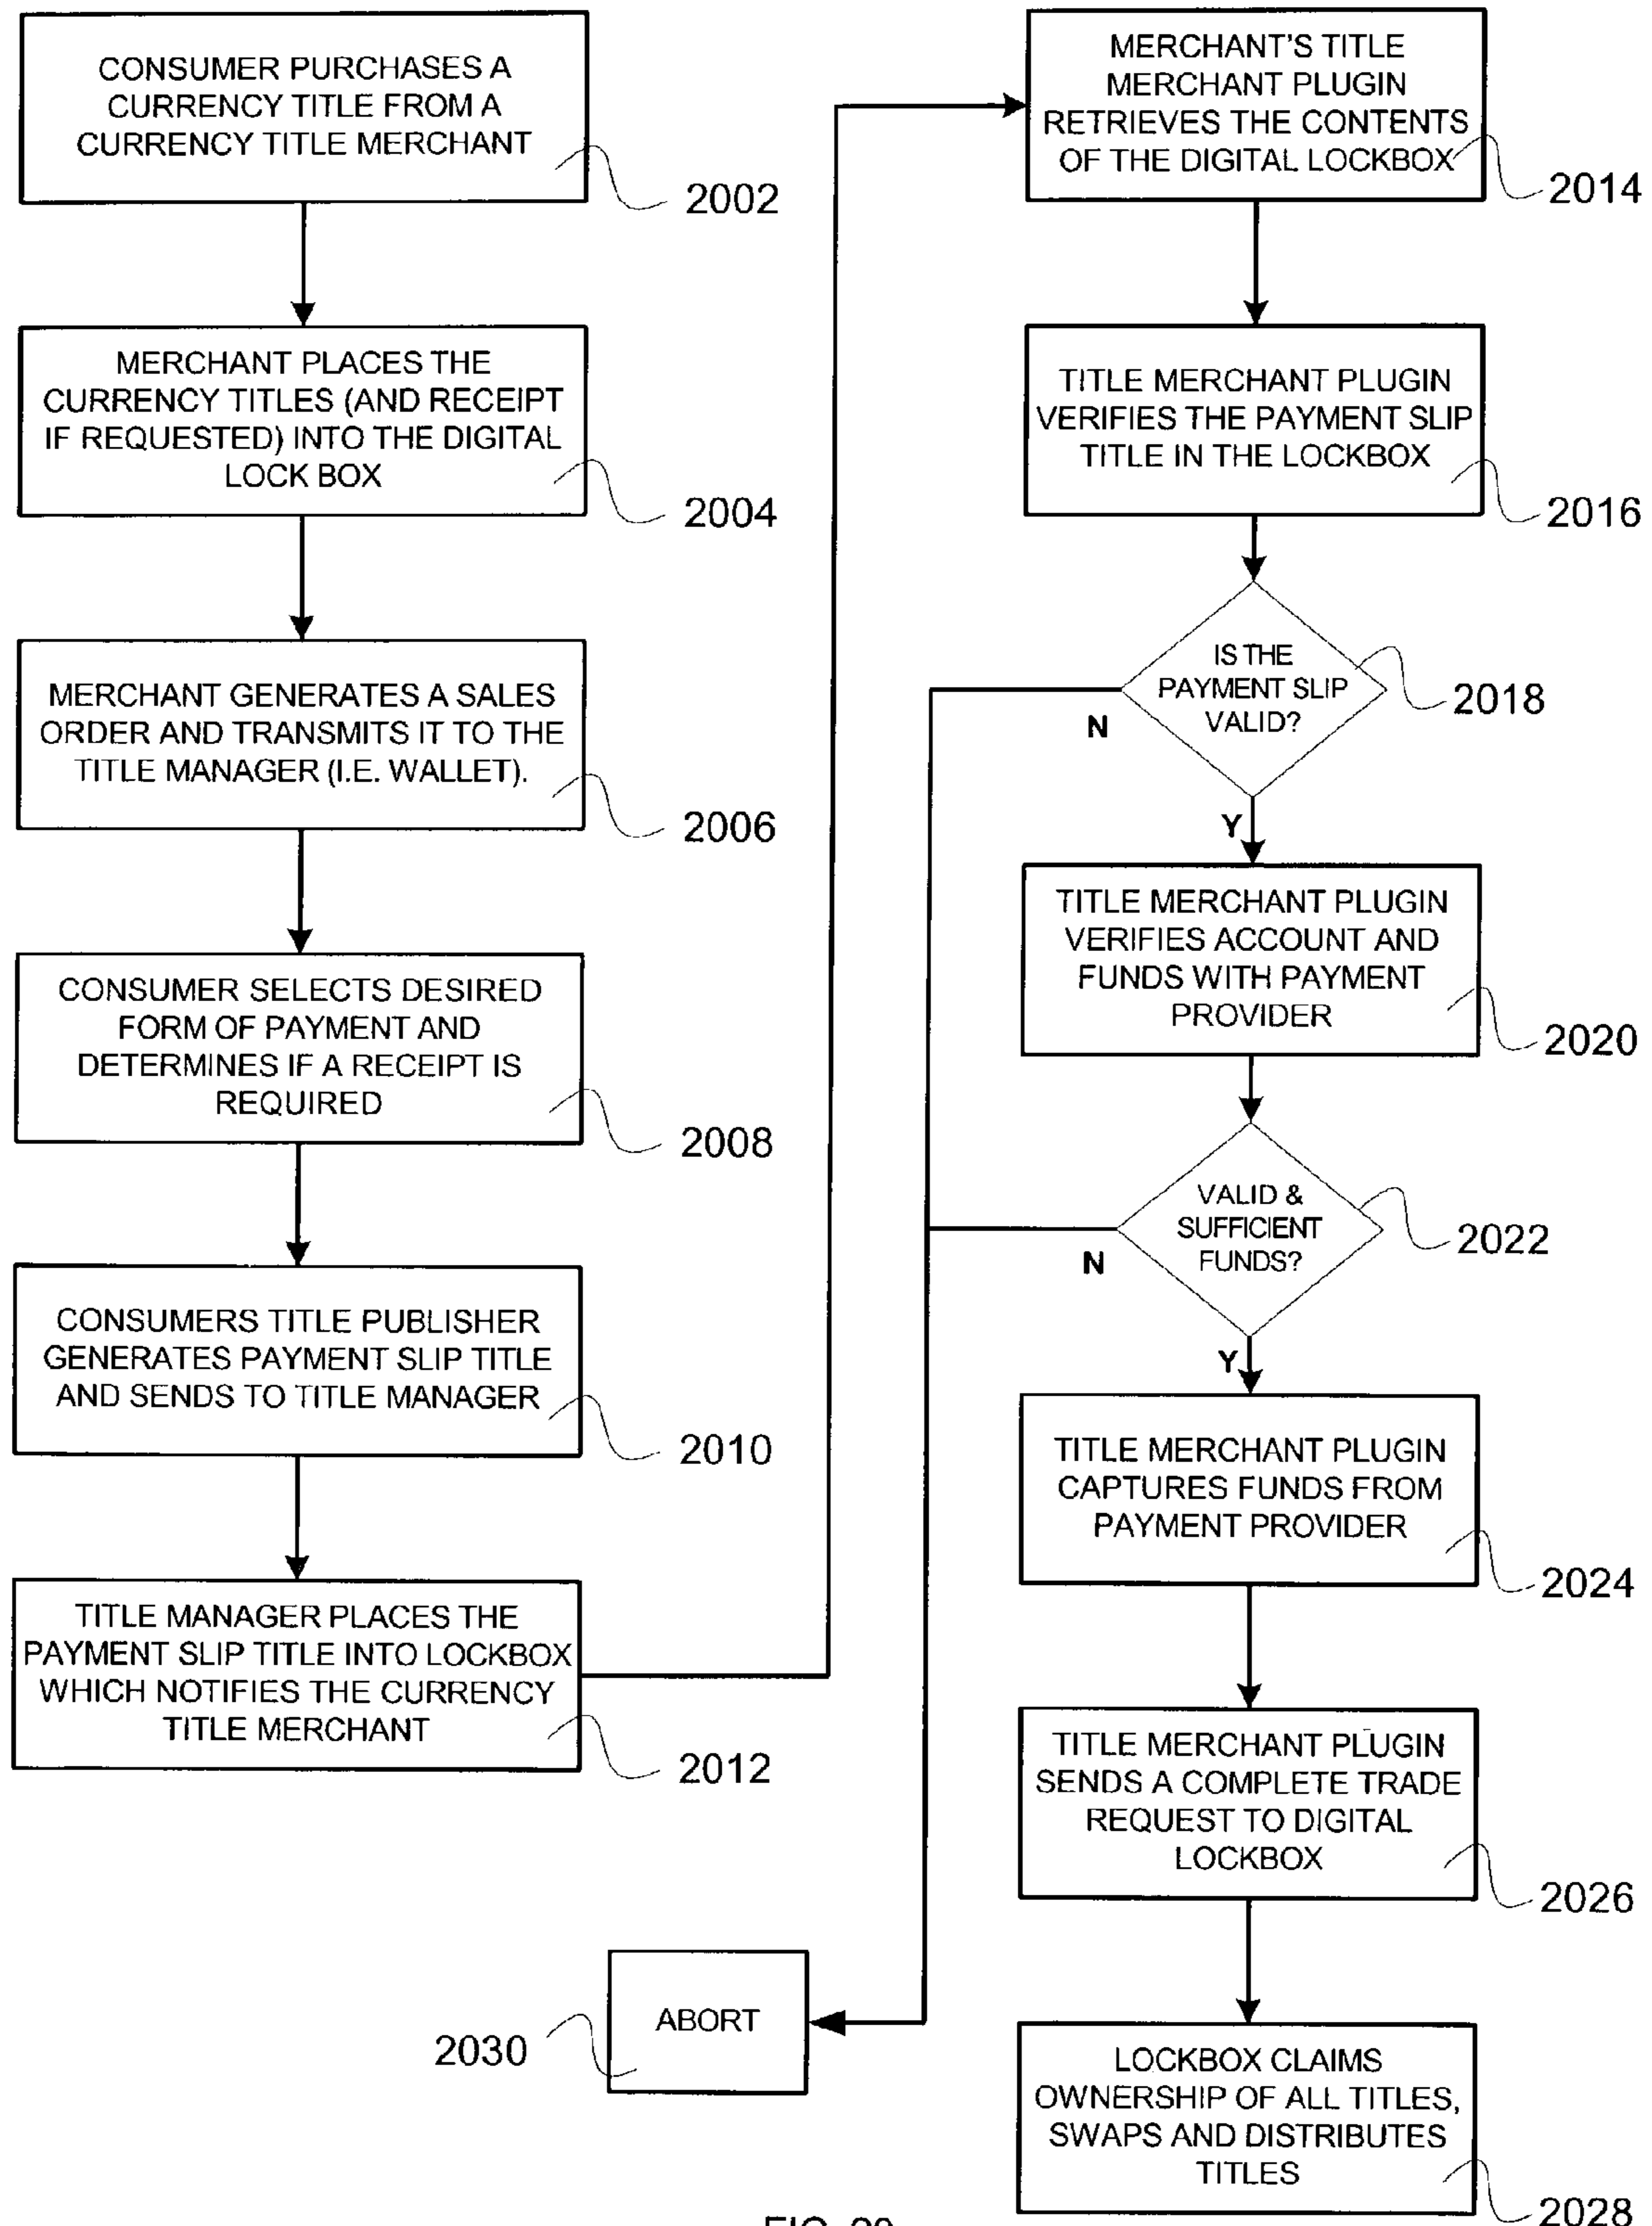 CONSUMER PURCHASES A
CURRENCY TITLE FROM A
CURRENCY TITLE MERCHANT
2002
MERCHANT PLACES THE
CURRENCY TITLES (AND RECEIPT
IF REQUESTED) INTO THE DIGITAL
LOCK BOX
2004
MERCHANT GENERATES A SALES
ORDER AND TRANSMITS IT TO THE
TITLE MANAGER (I.E. WALLET).
2006
CONSUMER SELECTS DESIRED
FORM OF PAYMENT AND
DETERMINES IF A RECEIPT IS
REQUIRED
2008
CONSUMERS TITLE PUBLISHER
GENERATES PAYMENT SLIP TITLE
AND SENDS TO TITLE MANAGER
2010
TITLE MANAGER PLACES THE
PAYMENT SLIP TITLE INTO LOCKBOX
WHICH NOTIFIES THE CURRENCY
TITLE MERCHANT
2012
MERCHANT'S TITLE
MERCHANT PLUGIN
RETRIEVES THE CONTENTS
OF THE DIGITAL LOCKBOX
2014
TITLE MERCHANT PLUGIN
VERIFIES THE PAYMENT SLIP
TITLE IN THE LOCKBOX
2016
IS THE
PAYMENT SLIP
VALID?
2018
N
Y
TITLE MERCHANT PLUGIN
VERIFIES ACCOUNT AND
FUNDS WITH PAYMENT
PROVIDER
2020
VALID &
SUFFICIENT
FUNDS?
2022
N
Y
TITLE MERCHANT PLUGIN
CAPTURES FUNDS FROM
PAYMENT PROVIDER
2024
TITLE MERCHANT PLUGIN
SENDS A COMPLETE TRADE
REQUEST TO DIGITAL
LOCKBOX
2026
ABORT
2030
LOCKBOX CLAIMS
OWNERSHIP OF ALL TITLES,
SWAPS AND DISTRIBUTES
TITLES
2028